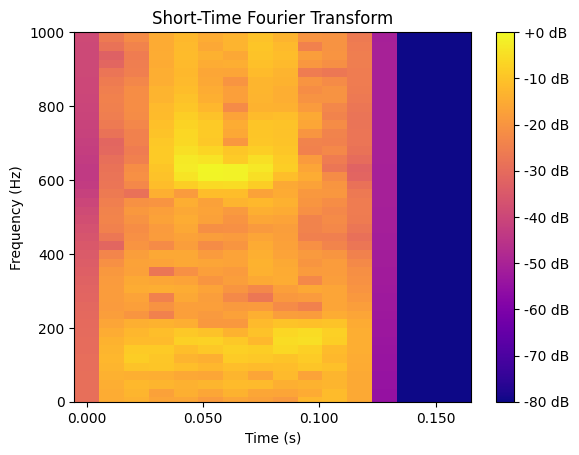 Short-Time Fourier Transform
1000
800
600
400
200
0
Frequency (Hz)
0.000
0.050
0.100
0.150
Time (s)
+0 dB
-10 dB
-20 dB
-30 dB
-40 dB
-50 dB
-60 dB
-70 dB
-80 dB